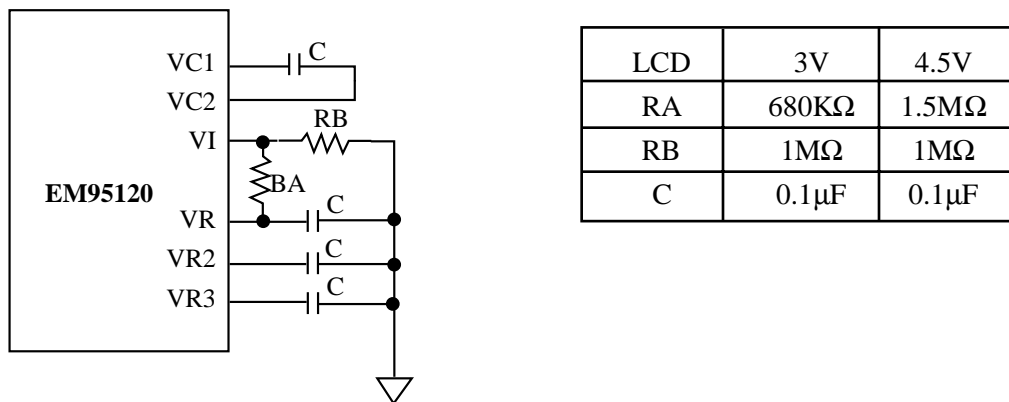 VC1
C
VC2
RB
VI
EM95120
BA
C
VR
C
VR2
C
VR3
LCD 3V 4.5V
RA 680KΩ 1.5MΩ
RB 1MΩ 1MΩ
C 0.1µF 0.1µF